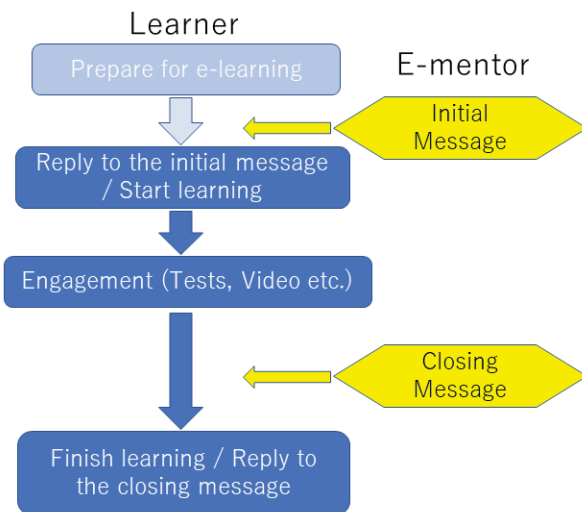 Learner
Prepare for e-learning
E-mentor
Initial
Message
Reply to the initial message
/ Start learning
Engagement (Tests, Video etc.)
Closing
Message
Finish learning / Reply to
the closing message